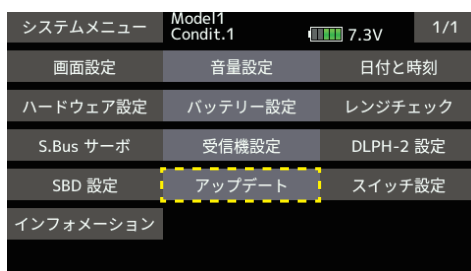 システムメニュー Model1 Condit.1 7.3V 1/1
画面設定 音量設定 日付と時刻
ハードウェア設定 バッテリー設定 レンジチェック
S.Bus サーボ 受信機設定 DLPH-2 設定
SBD 設定 アップデート スイッチ設定
インフォメーション